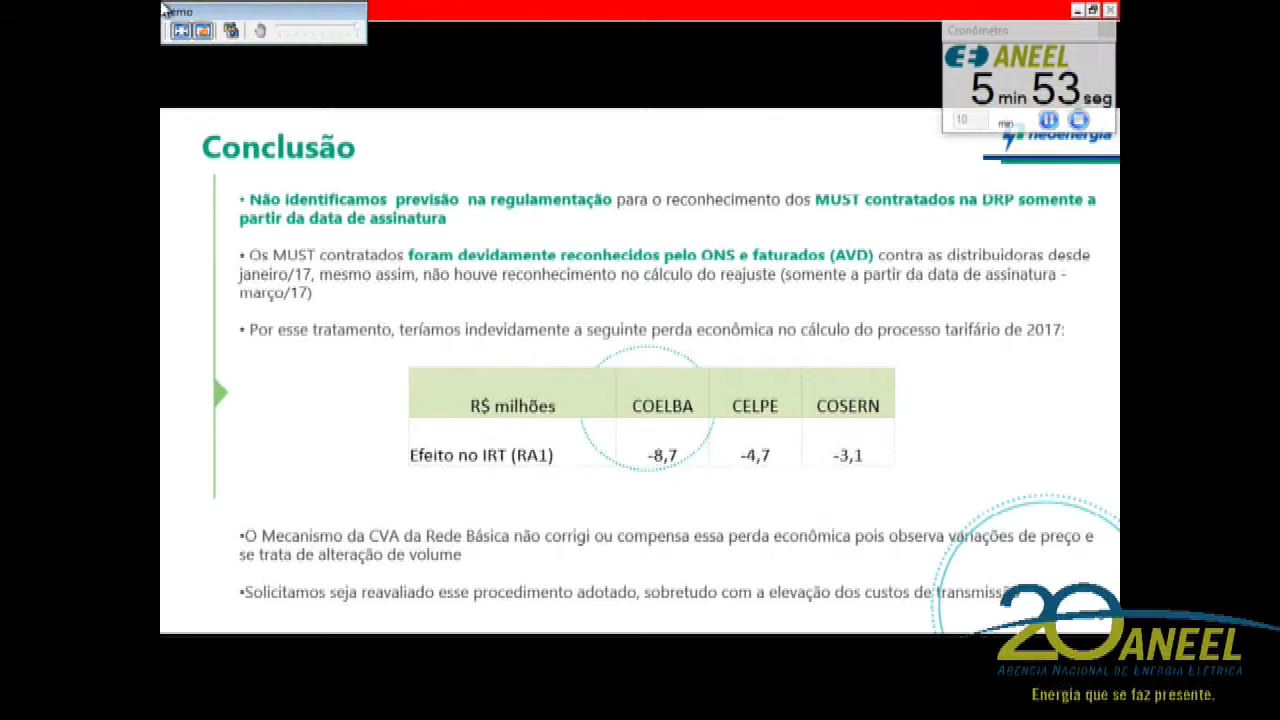 emo
Cronômetro
ANEEL
5 min 53 seg
10 min
neoenergia
Conclusão
• Não identificamos previsão na regulamentação para o reconhecimento dos MUST contratados na DRP somente a
partir da data de assinatura
• Os MUST contratados foram devidamente reconhecidos pelo ONS e faturados (AVD) contra as distribuidoras desde
janeiro/17, mesmo assim, não houve reconhecimento no cálculo do reajuste (somente a partir da data de assinatura -
março/17)
• Por esse tratamento, teríamos indevidamente a seguinte perda econômica no cálculo do processo tarifário de 2017:
R$ milhões COELBA CELPE COSERN
Efeito no IRT (RA1) -8,7 -4,7 -3,1
•O Mecanismo da CVA da Rede Básica não corrigi ou compensa essa perda econômica pois observa variações de preço e
se trata de alteração de volume
•Solicitamos seja reavaliado esse procedimento adotado, sobretudo com a elevação dos custos de transmissão
20 ANEEL
AGÊNCIA NACIONAL DE ENERGIA ELÉTRICA
Energia que se faz presente.